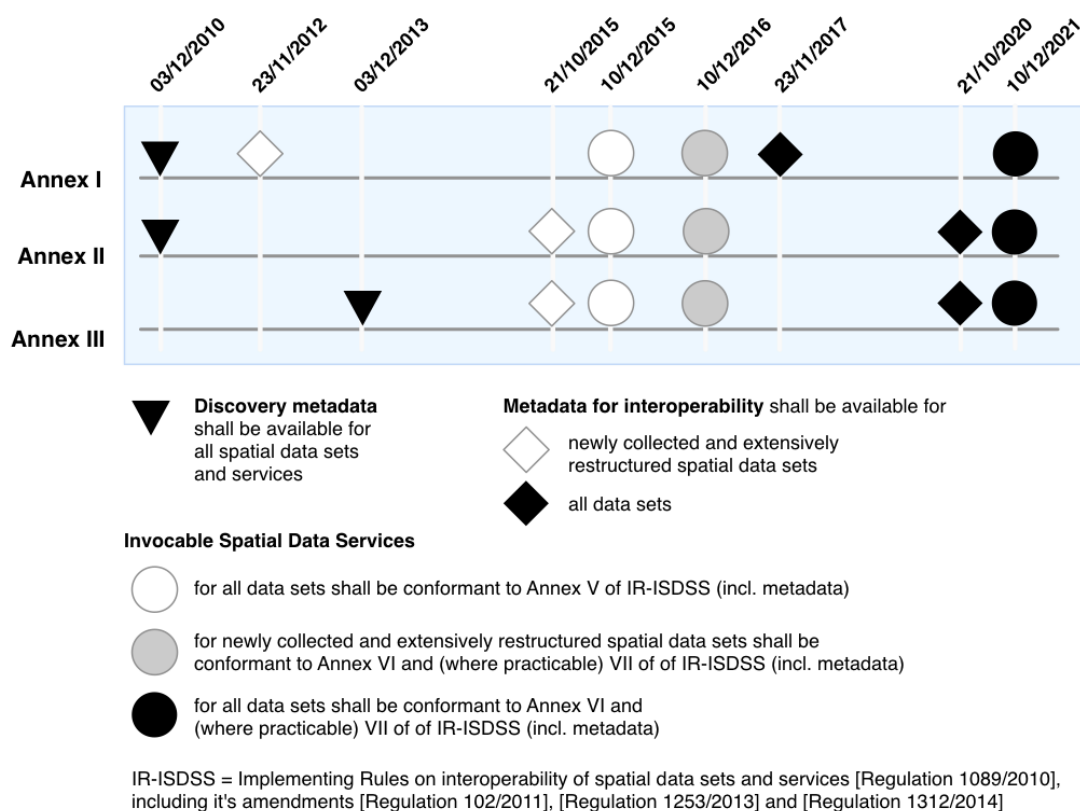 03/12/2010
23/11/2012
03/12/2013
21/10/2015
10/12/2015
10/12/2016
23/11/2017
21/10/2020
10/12/2021
Annex I
Annex II
Annex III
Discovery metadata
shall be available for
all spatial data sets
and services
Metadata for interoperability shall be available for
newly collected and extensively
restructured spatial data sets
all data sets
Invocable Spatial Data Services
for all data sets shall be conformant to Annex V of IR-ISDSS (incl. metadata)
for newly collected and extensively restructured spatial data sets shall be
conformant to Annex VI and (where practicable) VII of of IR-ISDSS (incl. metadata)
for all data sets shall be conformant to Annex VI and
(where practicable) VII of of IR-ISDSS (incl. metadata)
IR-ISDSS = Implementing Rules on interoperability of spatial data sets and services [Regulation 1089/2010],
including it's amendments [Regulation 102/2011], [Regulation 1253/2013] and [Regulation 1312/2014]